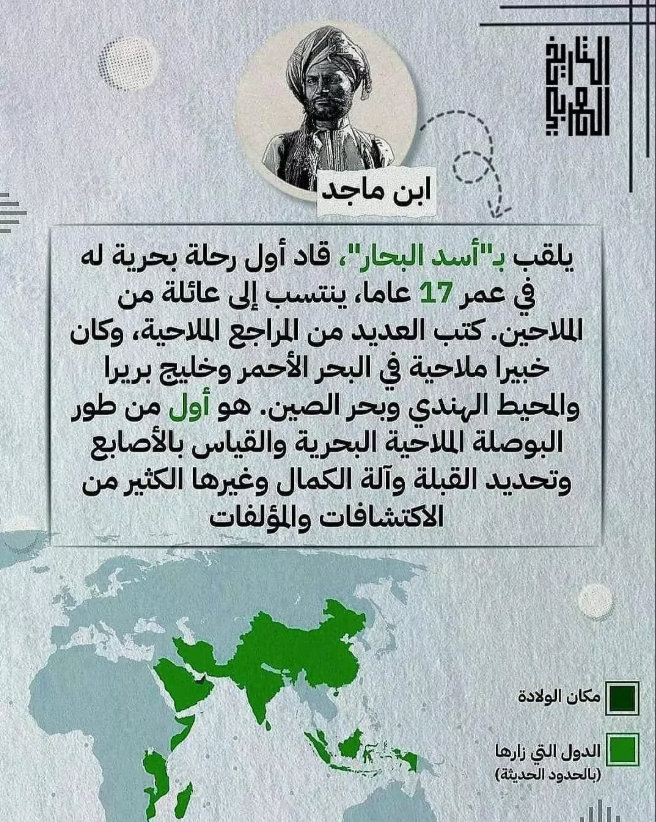 التاريخ
العربي
ابن ماجد
يلقب بـ"أسد البحار"، قاد أول رحلة بحرية له
في عمر 17 عاما، ينتسب إلى عائلة من
الملاحين. كتب العديد من المراجع الملاحية، وكان
خبيرا ملاحية في البحر الأحمر وخليج بربرا
والمحيط الهندي وبحر الصين. هو أول من طور
البوصلة الملاحية البحرية والقياس بالأصابع
وتحديد القبلة وآلة الكمال وغيرها الكثير من
الاكتشافات والمؤلفات
مكان الولادة
الدول التي زارها
(بالحدود الحديثة)